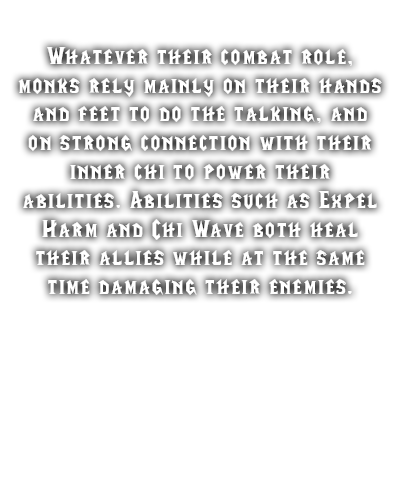 Whatever their combat role,
monks rely mainly on their hands
and feet to do the talking, and
on strong connection with their
inner chi to power their
abilities. Abilities such as Expel
Harm and Chi Wave both heal
their allies while at the same
time damaging their enemies.